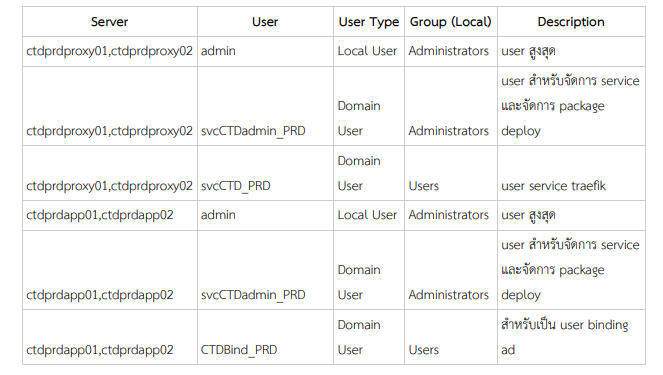 Server User User Type Group (Local) Description
ctdprdproxy01,ctdprdproxy02 admin Local User Administrators user สูงสุด
user สำหรับจัดการ service
Domain และจัดการ package
ctdprdproxy01,ctdprdproxy02 svcCTDadmin_PRD User Administrators deploy
Domain
ctdprdproxy01,ctdprdproxy02 svcCTD_PRD User Users user service traefik
ctdprdapp01,ctdprdapp02 admin Local User Administrators user สูงสุด
user สำหรับจัดการ service
Domain และจัดการ package
ctdprdapp01,ctdprdapp02 svcCTDadmin_PRD User Administrators deploy
Domain สำหรับเป็น user binding
ctdprdapp01,ctdprdapp02 CTDBind_PRD User Users ad